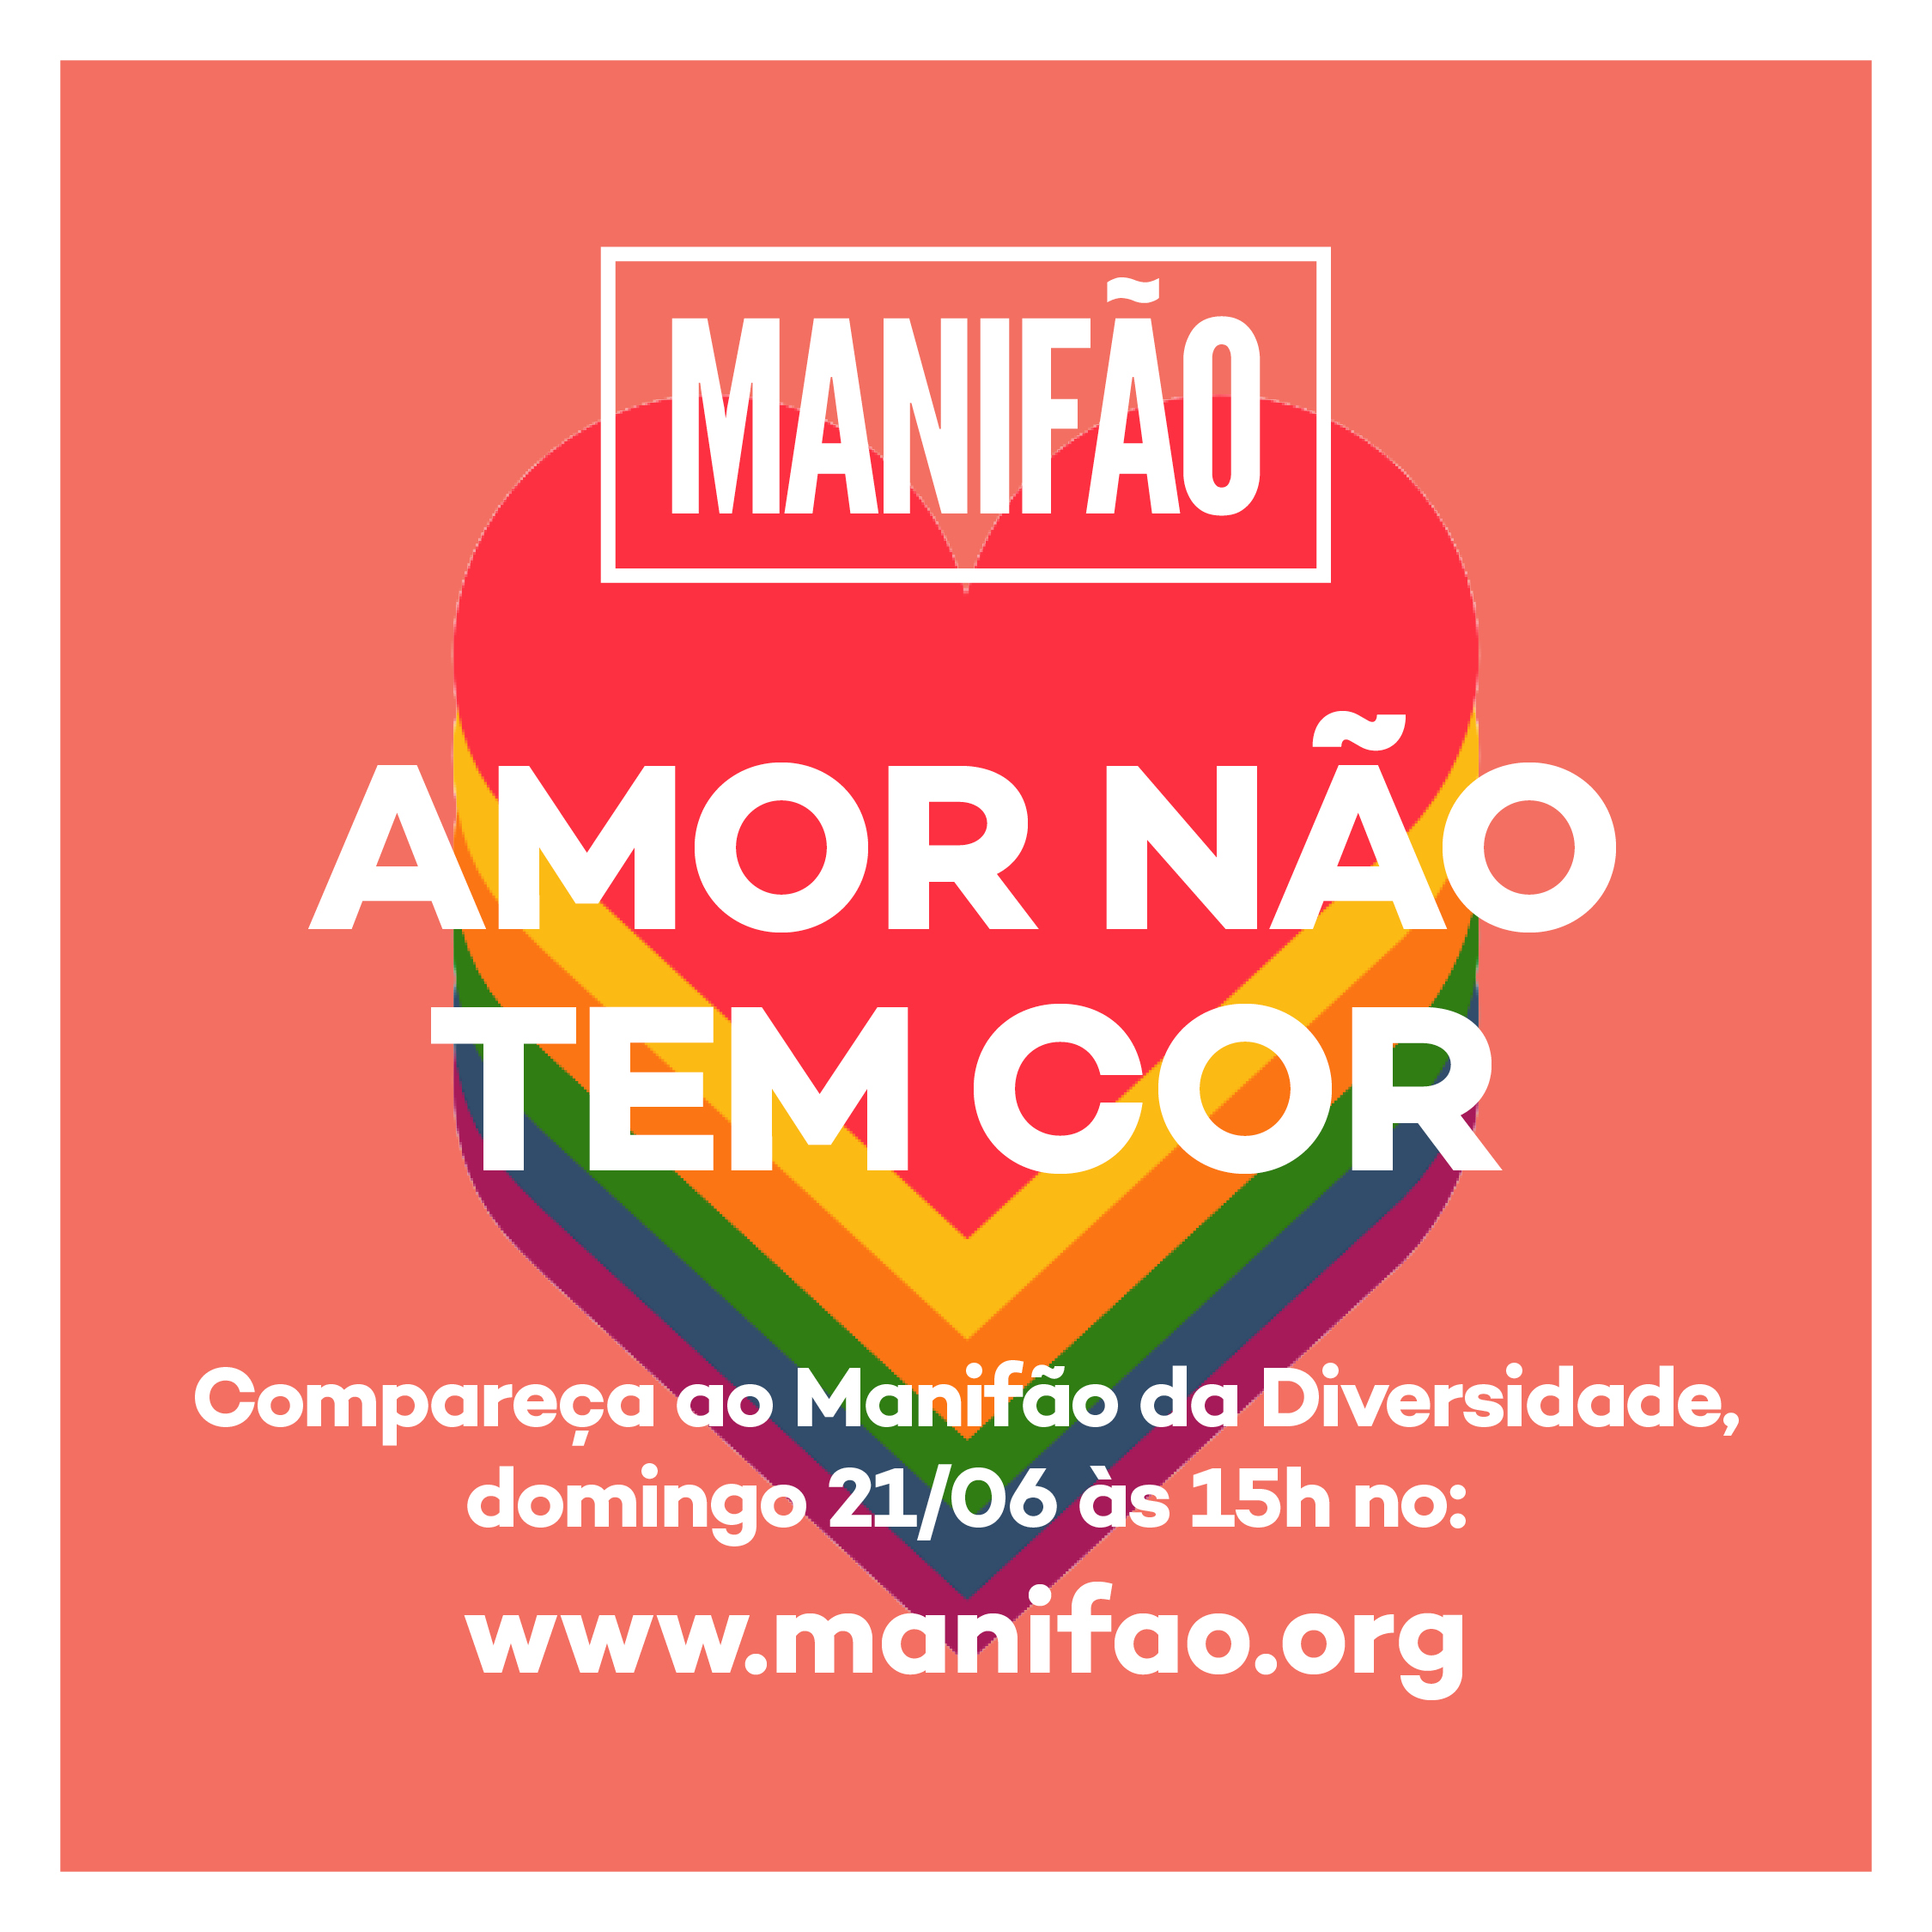 MANIFÃO
AMOR NÃO
TEM COR
Compareça ao Manifão da Diversidade,
domingo 21/06 às 15h no:
www.manifao.org